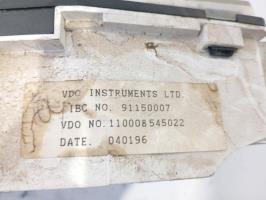 VDO INSTRUMENTS LTD.
IBC NO. 91150007
VDO NO. 110008545022
DATE. 040196